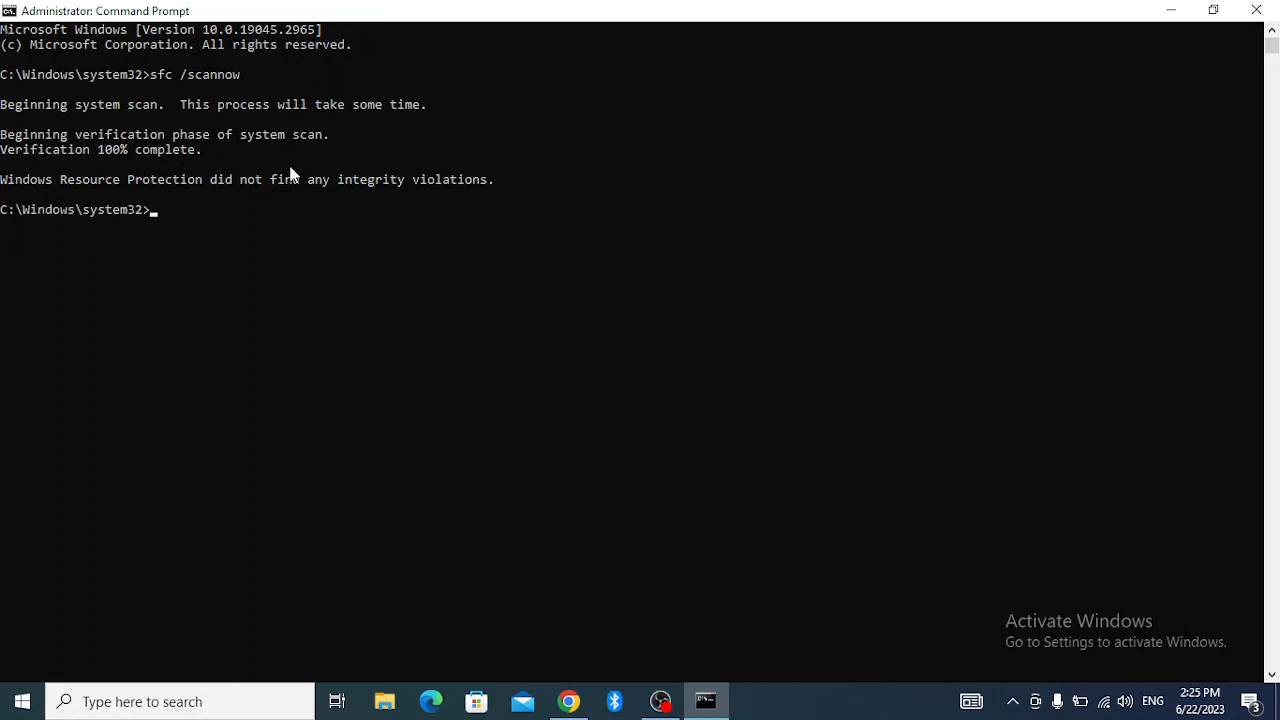 Administrator: Command Prompt
Microsoft Windows [Version 10.0.19045.2965]
(c) Microsoft Corporation. All rights reserved.
C:\Windows\system32>sfc /scannow
Beginning system scan.  This process will take some time.
Beginning verification phase of system scan.
Verification 100% complete.
Windows Resource Protection did not find any integrity violations.
C:\Windows\system32>
Activate Windows
Go to Settings to activate Windows.
Type here to search
ENG
2:25 PM
6/22/2023
3